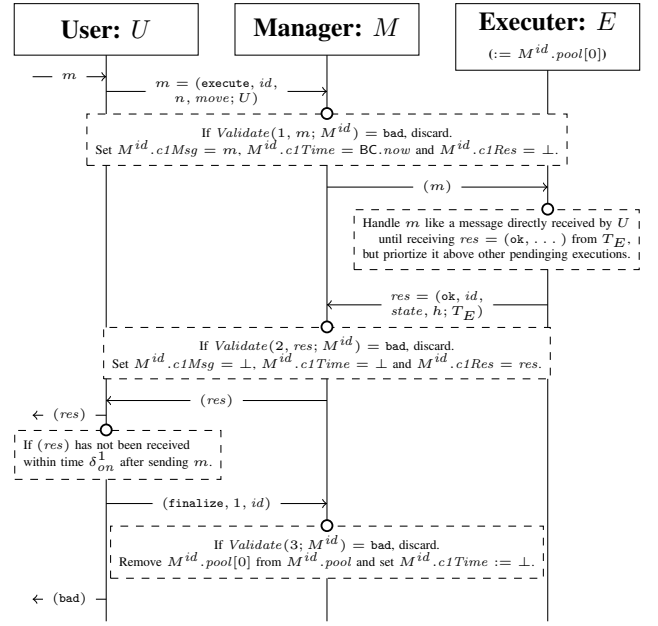 User: U
Manager: M
Executer: E
(:= M^{id}.pool[0])
m
m = (execute, id,
n, move; U)
If Validate(1, m; M^{id}) = bad, discard.
Set M^{id}.c1Msg = m, M^{id}.c1Time = BC.now and M^{id}.c1Res = ⊥.
(m)
Handle m like a message directly received by U
until receiving res = (ok, . . . ) from T_E,
but priortize it above other pendinging executions.
res = (ok, id,
state, h; T_E)
If Validate(2, res; M^{id}) = bad, discard.
Set M^{id}.c1Msg = ⊥, M^{id}.c1Time = ⊥ and M^{id}.c1Res = res.
(res)
(res)
If (res) has not been received
within time δ^1_{on} after sending m.
(finalize, 1, id)
If Validate(3; M^{id}) = bad, discard.
Remove M^{id}.pool[0] from M^{id}.pool and set M^{id}.c1Time := ⊥.
(bad)